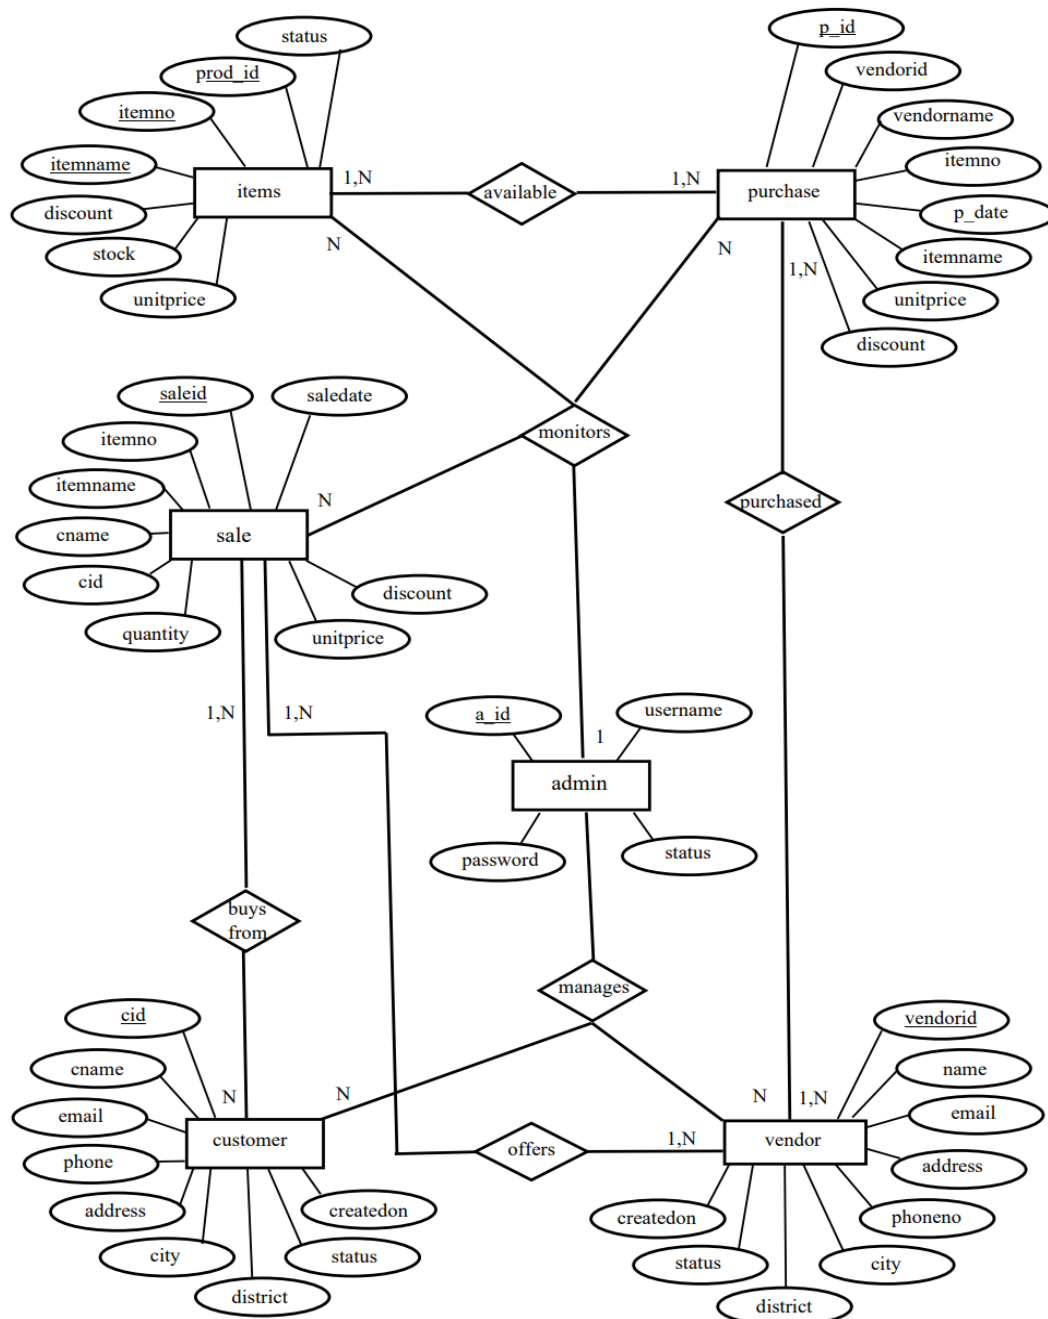 status
p_id
prod_id
vendorid
itemno
vendorname
itemname
itemno
items
1,N
available
1,N
purchase
discount
p_date
stock
N
N
itemname
1,N
unitprice
unitprice
discount
saleid
saledate
itemno
monitors
itemname
N
purchased
cname
sale
cid
discount
quantity
unitprice
1,N
1,N
a_id
username
1
admin
password
status
buys
from
manages
cid
vendorid
cname
name
N
N
N
1,N
email
email
customer
1,N
vendor
offers
phone
address
address
createdon
createdon
phoneno
city
status
status
city
district
district